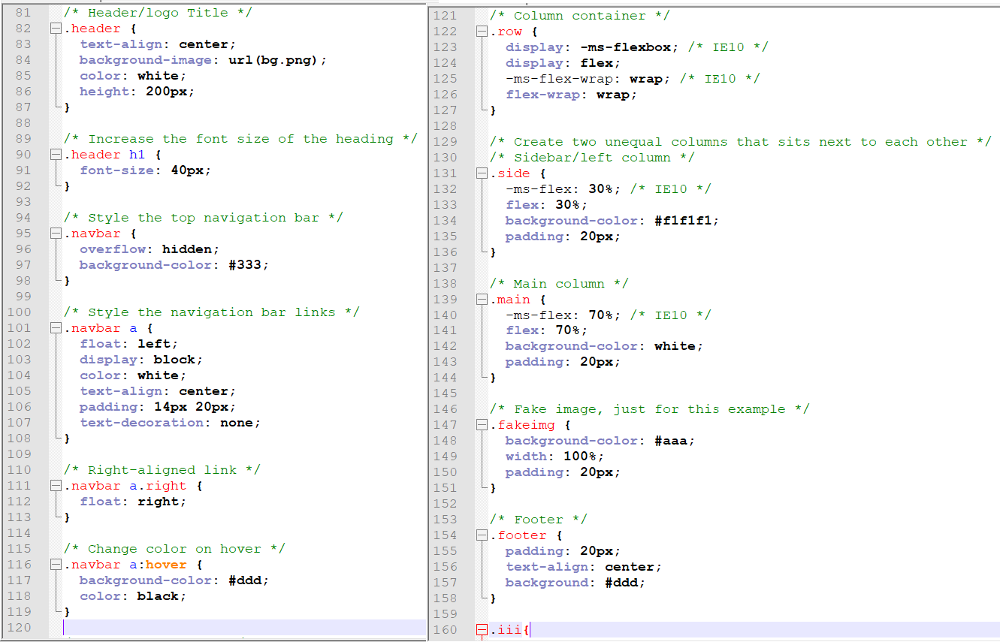 81 /* Header/logo Title */
82 .header {
83 text-align: center;
84 background-image: url(bg.png);
85 color: white;
86 height: 200px;
87 }
88
89 /* Increase the font size of the heading */
90 .header h1 {
91 font-size: 40px;
92 }
93
94 /* Style the top navigation bar */
95 .navbar {
96 overflow: hidden;
97 background-color: #333;
98 }
99
100 /* Style the navigation bar links */
101 .navbar a {
102 float: left;
103 display: block;
104 color: white;
105 text-align: center;
106 padding: 14px 20px;
107 text-decoration: none;
108 }
109
110 /* Right-aligned link */
111 .navbar a.right {
112 float: right;
113 }
114
115 /* Change color on hover */
116 .navbar a:hover {
117 background-color: #ddd;
118 color: black;
119 }
120
121 /* Column container */
122 .row {
123 display: -ms-flexbox; /* IE10 */
124 display: flex;
125 -ms-flex-wrap: wrap; /* IE10 */
126 flex-wrap: wrap;
127 }
128
129 /* Create two unequal columns that sits next to each other */
130 /* Sidebar/left column */
131 .side {
132 -ms-flex: 30%; /* IE10 */
133 flex: 30%;
134 background-color: #f1f1f1;
135 padding: 20px;
136 }
137
138 /* Main column */
139 .main {
140 -ms-flex: 70%; /* IE10 */
141 flex: 70%;
142 background-color: white;
143 padding: 20px;
144 }
145
146 /* Fake image, just for this example */
147 .fakeimg {
148 background-color: #aaa;
149 width: 100%;
150 padding: 20px;
151 }
152
153 /* Footer */
154 .footer {
155 padding: 20px;
156 text-align: center;
157 background: #ddd;
158 }
159
160 .iii{